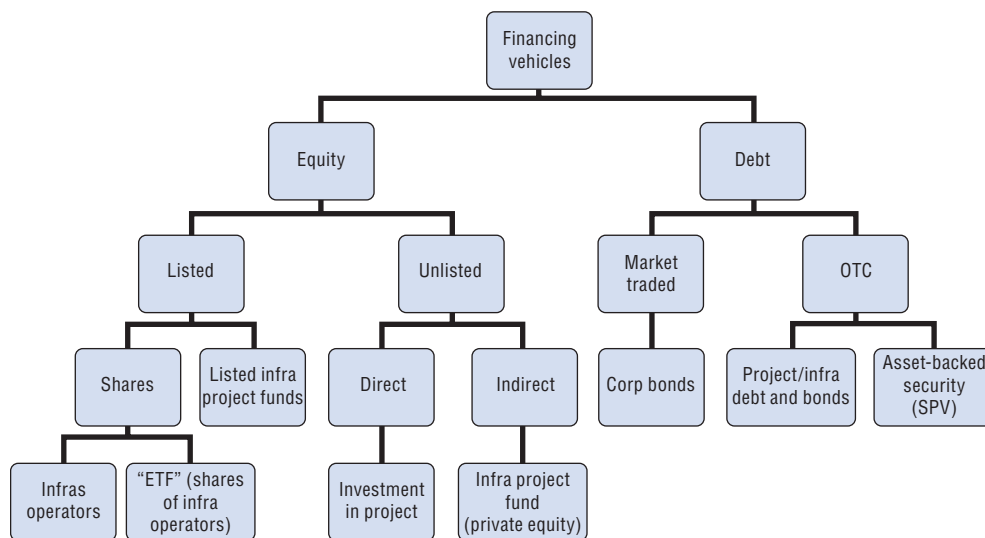 Financing
vehicles
Equity
Debt
Listed
Unlisted
Market
traded
OTC
Shares
Listed infra
project funds
Direct
Indirect
Corp bonds
Project/infra
debt and bonds
Asset-backed
security
(SPV)
Infras
operators
“ETF” (shares
of infra
operators)
Investment
in project
Infra project
fund
(private equity)